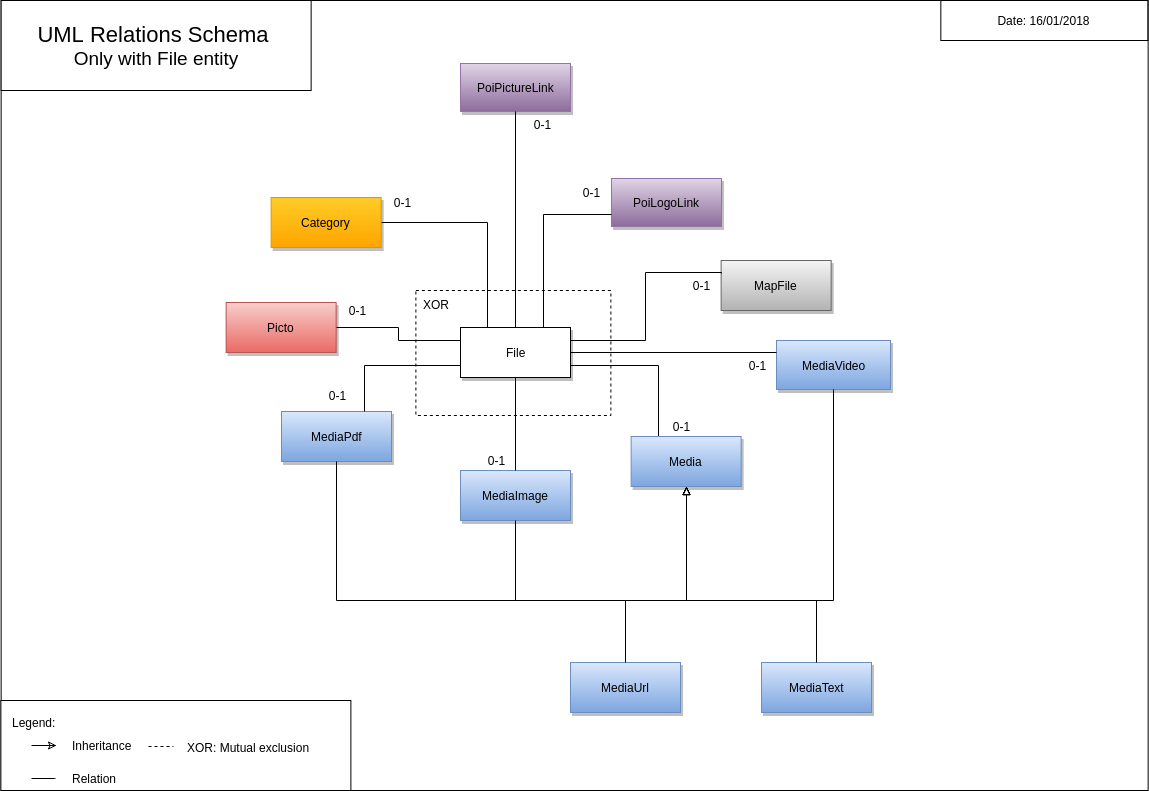 UML Relations Schema
Only with File entity
Date: 16/01/2018
PoiPictureLink
0-1
PoiLogoLink
0-1
Category
0-1
MapFile
0-1
XOR
Picto
0-1
File
MediaVideo
0-1
MediaPdf
0-1
Media
0-1
MediaImage
0-1
MediaUrl
MediaText
Legend:
Inheritance
XOR: Mutual exclusion
Relation